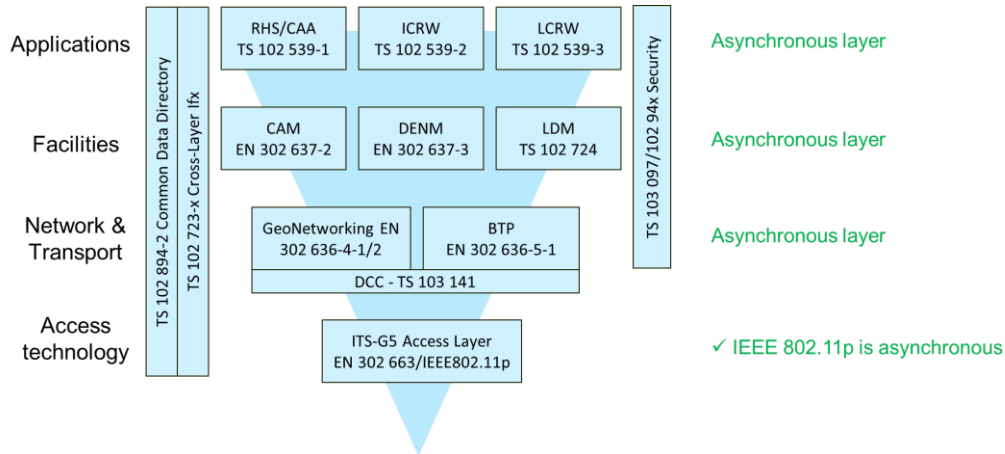 Applications
RHS/CAA
TS 102 539-1
ICRW
TS 102 539-2
LCRW
TS 102 539-3
Asynchronous layer
TS 102 894-2 Common Data Directory
TS 102 723-x Cross-Layer Ifx
TS 103 097/102 94x Security
Facilities
CAM
EN 302 637-2
DENM
EN 302 637-3
LDM
TS 102 724
Asynchronous layer
Network &
Transport
GeoNetworking EN
302 636-4-1/2
BTP
EN 302 636-5-1
Asynchronous layer
DCC - TS 103 141
Access
technology
ITS-G5 Access Layer
EN 302 663/IEEE802.11p
✓ IEEE 802.11p is asynchronous